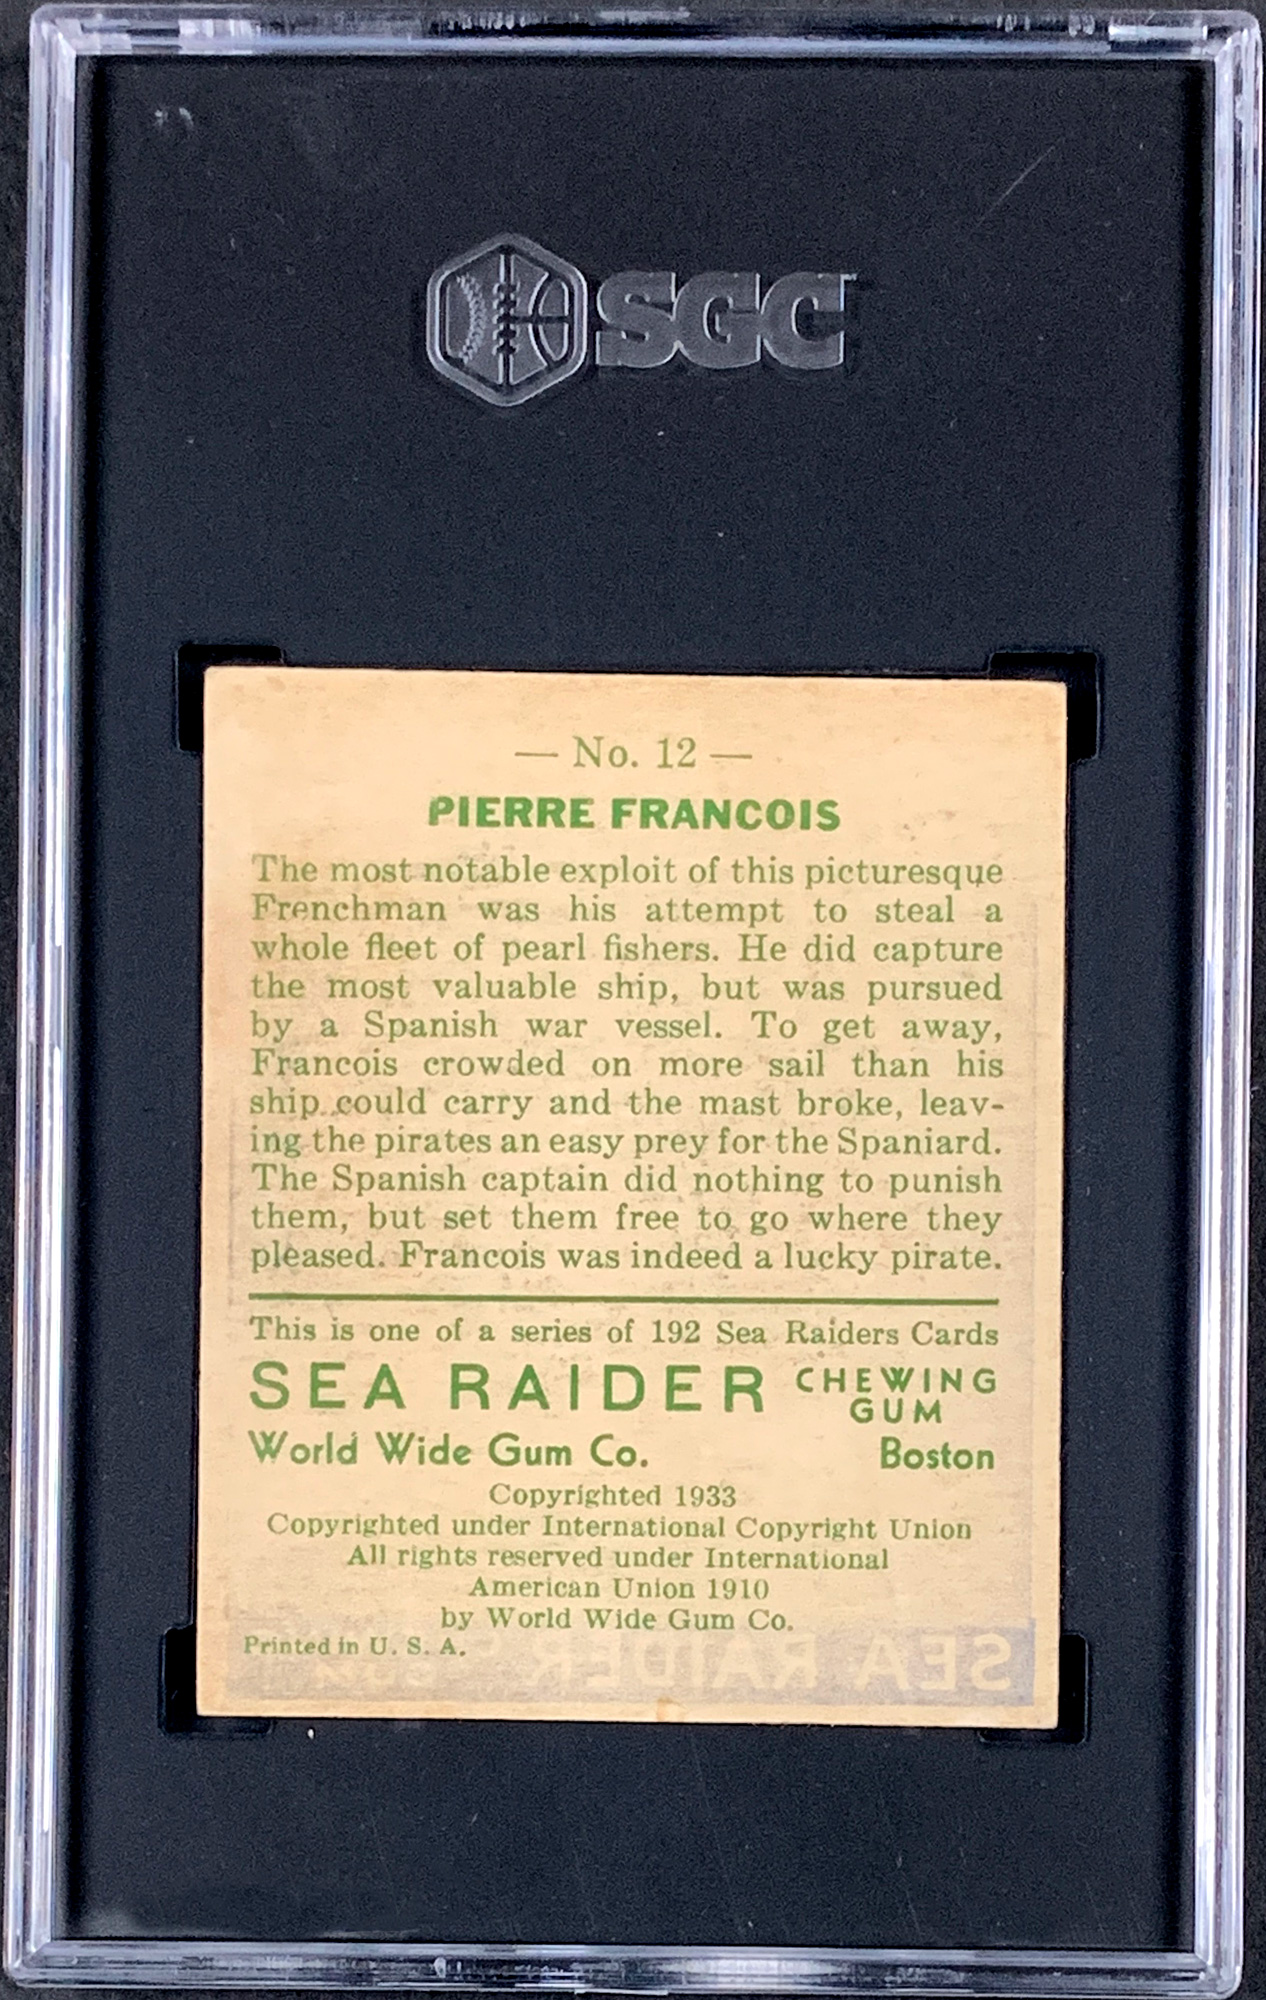 SGC
— No. 12 —
PIERRE FRANCOIS
The most notable exploit of this picturesque
Frenchman was his attempt to steal a
whole fleet of pearl fishers. He did capture
the most valuable ship, but was pursued
by a Spanish war vessel. To get away,
Francois crowded on more sail than his
ship could carry and the mast broke, leav-
ing the pirates an easy prey for the Spaniard.
The Spanish captain did nothing to punish
them, but set them free to go where they
pleased. Francois was indeed a lucky pirate.
This is one of a series of 192 Sea Raiders Cards
SEA RAIDER CHEWING GUM
World Wide Gum Co. Boston
Copyrighted 1933
Copyrighted under International Copyright Union
All rights reserved under International
American Union 1910
by World Wide Gum Co.
Printed in U. S. A.
SEA RAIDER